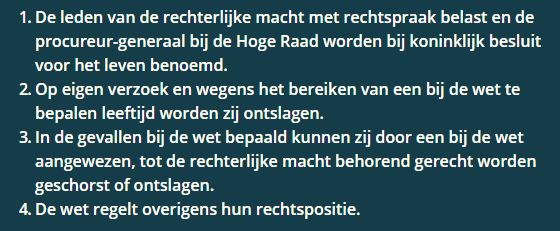 1. De leden van de rechterlijke macht met rechtspraak belast en de
procureur-generaal bij de Hoge Raad worden bij koninklijk besluit
voor het leven benoemd.
2. Op eigen verzoek en wegens het bereiken van een bij de wet te
bepalen leeftijd worden zij ontslagen.
3. In de gevallen bij de wet bepaald kunnen zij door een bij de wet
aangewezen, tot de rechterlijke macht behorend gerecht worden
geschorst of ontslagen.
4. De wet regelt overigens hun rechtspositie.